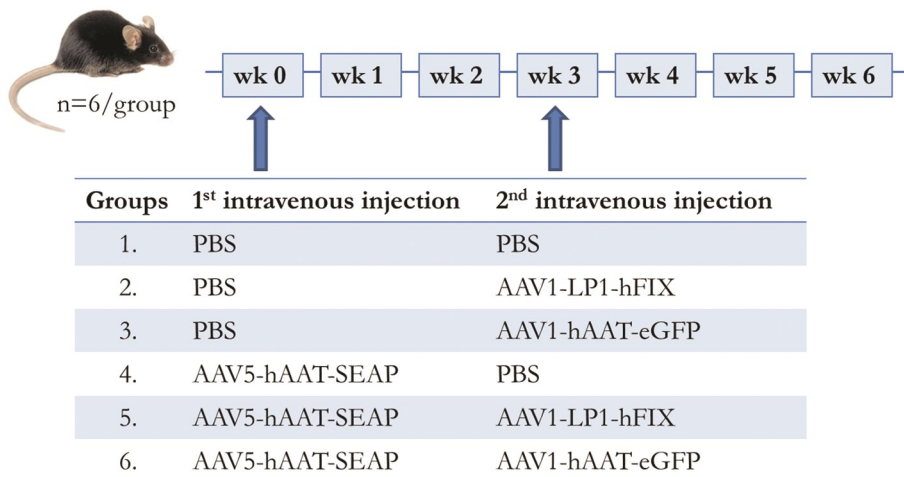 wk 0 wk 1 wk 2 wk 3 wk 4 wk 5 wk 6
n=6/group
Groups 1st intravenous injection 2nd intravenous injection
1. PBS PBS
2. PBS AAV1-LP1-hFIX
3. PBS AAV1-hAAT-eGFP
4. AAV5-hAAT-SEAP PBS
5. AAV5-hAAT-SEAP AAV1-LP1-hFIX
6. AAV5-hAAT-SEAP AAV1-hAAT-eGFP